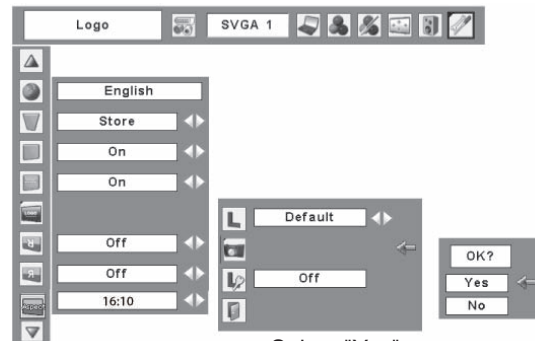 Logo
SVGA 1
English
Store
On
On
Default
Off
Off
Off
16:10
OK?
Yes
No